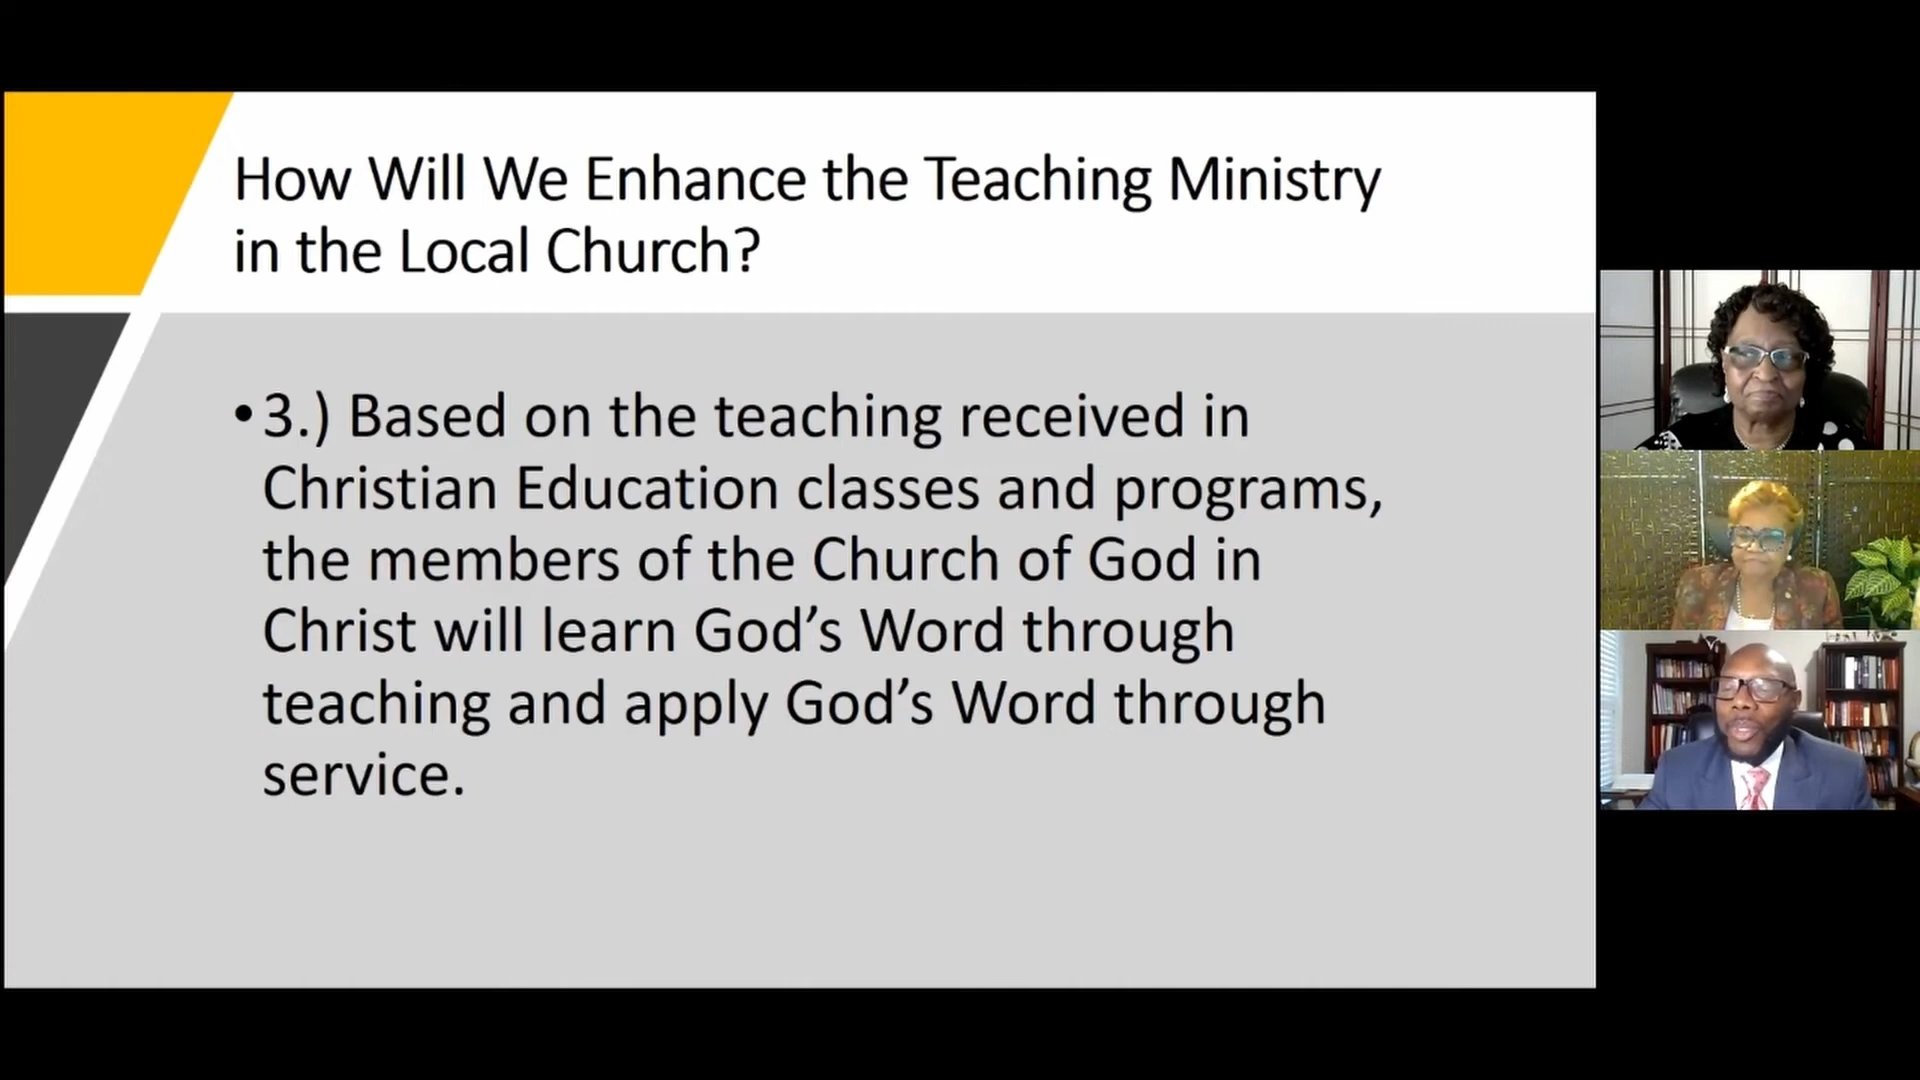 How Will We Enhance the Teaching Ministry
in the Local Church?
• 3.) Based on the teaching received in
Christian Education classes and programs,
the members of the Church of God in
Christ will learn God’s Word through
teaching and apply God’s Word through
service.